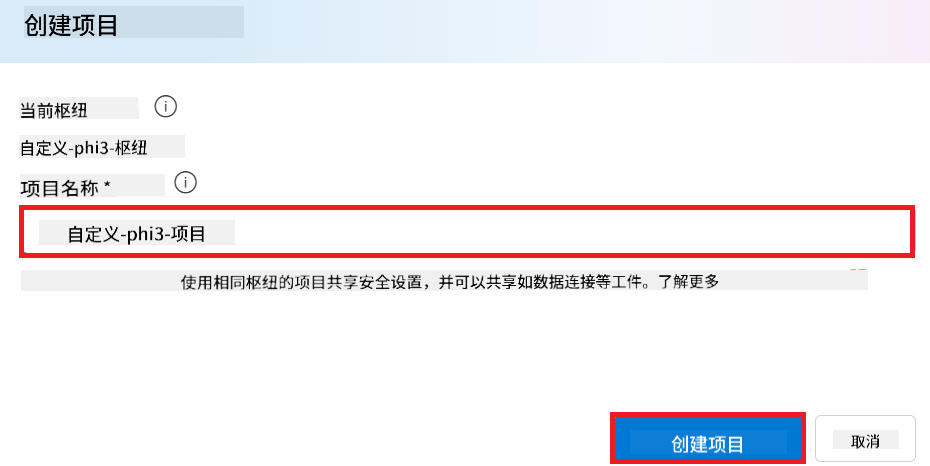 创建项目
当前枢纽
自定义-phi3-枢纽
项目名称 *
自定义-phi3-项目
使用相同枢纽的项目共享安全设置，并可以共享如数据连接等工件。了解更多
创建项目
取消